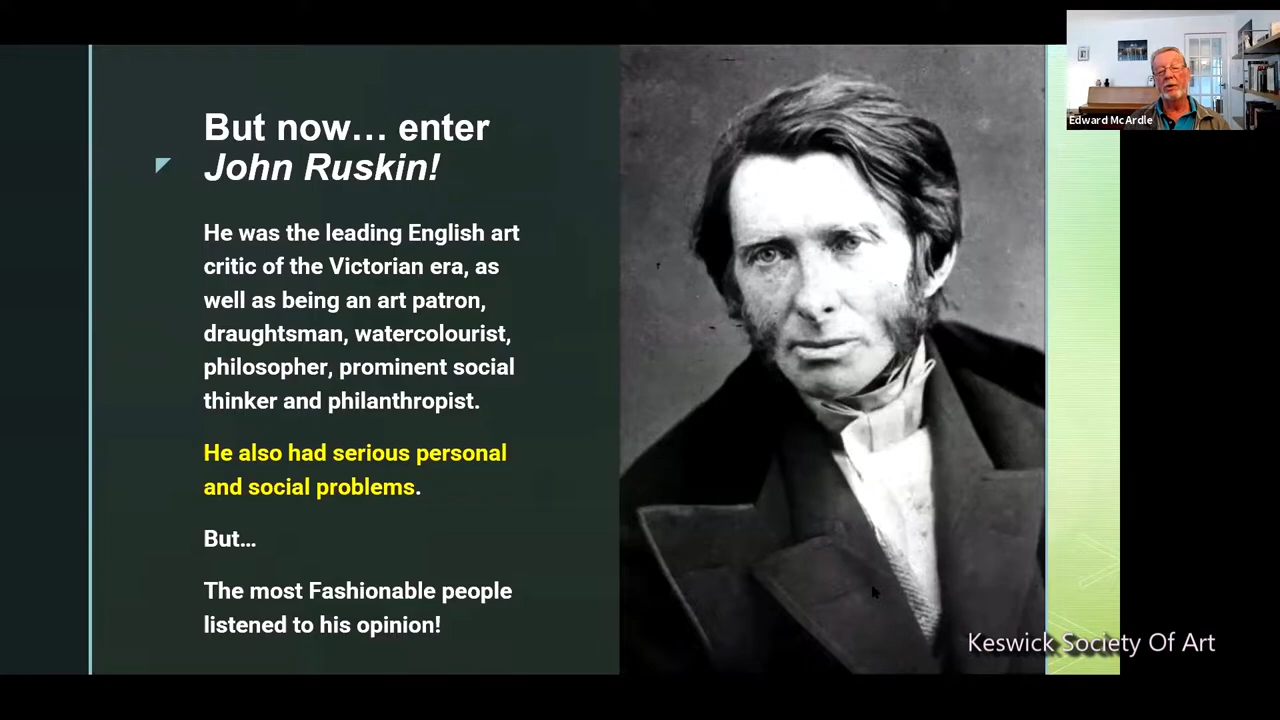 But now… enter
John Ruskin!
He was the leading English art
critic of the Victorian era, as
well as being an art patron,
draughtsman, watercolourist,
philosopher, prominent social
thinker and philanthropist.
He also had serious personal
and social problems.
But…
The most Fashionable people
listened to his opinion!
Edward McArdle
Keswick Society Of Art